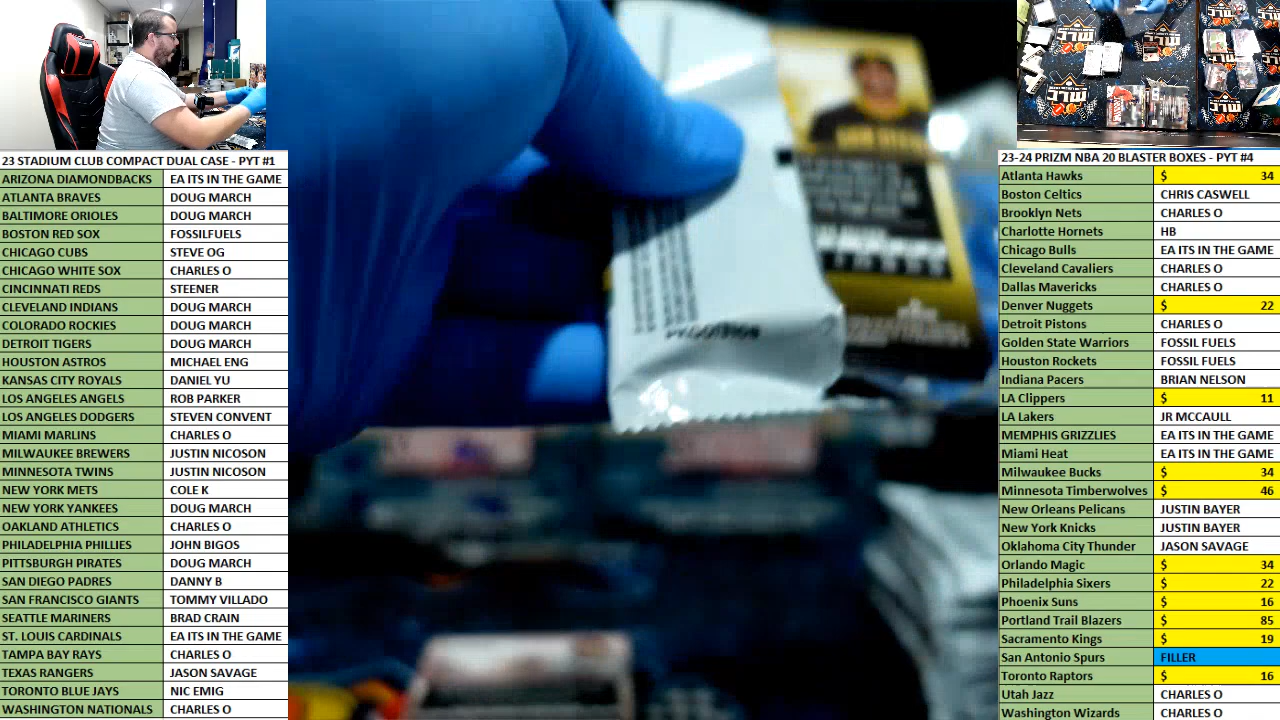 23 STADIUM CLUB COMPACT DUAL CASE - PYT #1
ARIZONA DIAMONDBACKS EA ITS IN THE GAME
ATLANTA BRAVES DOUG MARCH
BALTIMORE ORIOLES DOUG MARCH
BOSTON RED SOX FOSSILFUELS
CHICAGO CUBS STEVE OG
CHICAGO WHITE SOX CHARLES O
CINCINNATI REDS STEENER
CLEVELAND INDIANS DOUG MARCH
COLORADO ROCKIES DOUG MARCH
DETROIT TIGERS DOUG MARCH
HOUSTON ASTROS MICHAEL ENG
KANSAS CITY ROYALS DANIEL YU
LOS ANGELES ANGELS ROB PARKER
LOS ANGELES DODGERS STEVEN CONVENT
MIAMI MARLINS CHARLES O
MILWAUKEE BREWERS JUSTIN NICOSON
MINNESOTA TWINS JUSTIN NICOSON
NEW YORK METS COLE K
NEW YORK YANKEES DOUG MARCH
OAKLAND ATHLETICS CHARLES O
PHILADELPHIA PHILLIES JOHN BIGOS
PITTSBURGH PIRATES DOUG MARCH
SAN DIEGO PADRES DANNY B
SAN FRANCISCO GIANTS TOMMY VILLADO
SEATTLE MARINERS BRAD CRAIN
ST. LOUIS CARDINALS EA ITS IN THE GAME
TAMPA BAY RAYS CHARLES O
TEXAS RANGERS JASON SAVAGE
TORONTO BLUE JAYS NIC EMIG
WASHINGTON NATIONALS CHARLES O
23-24 PRIZM NBA 20 BLASTER BOXES - PYT #4
Atlanta Hawks $ 34
Boston Celtics CHRIS CASWELL
Brooklyn Nets CHARLES O
Charlotte Hornets HB
Chicago Bulls EA ITS IN THE GAME
Cleveland Cavaliers CHARLES O
Dallas Mavericks CHARLES O
Denver Nuggets $ 22
Detroit Pistons CHARLES O
Golden State Warriors FOSSIL FUELS
Houston Rockets FOSSIL FUELS
Indiana Pacers BRIAN NELSON
LA Clippers $ 11
LA Lakers JR MCCAULL
MEMPHIS GRIZZLIES EA ITS IN THE GAME
Miami Heat EA ITS IN THE GAME
Milwaukee Bucks $ 34
Minnesota Timberwolves $ 46
New Orleans Pelicans JUSTIN BAYER
New York Knicks JUSTIN BAYER
Oklahoma City Thunder JASON SAVAGE
Orlando Magic $ 34
Philadelphia Sixers $ 22
Phoenix Suns $ 16
Portland Trail Blazers $ 85
Sacramento Kings $ 19
San Antonio Spurs FILLER
Toronto Raptors $ 16
Utah Jazz CHARLES O
Washington Wizards CHARLES O